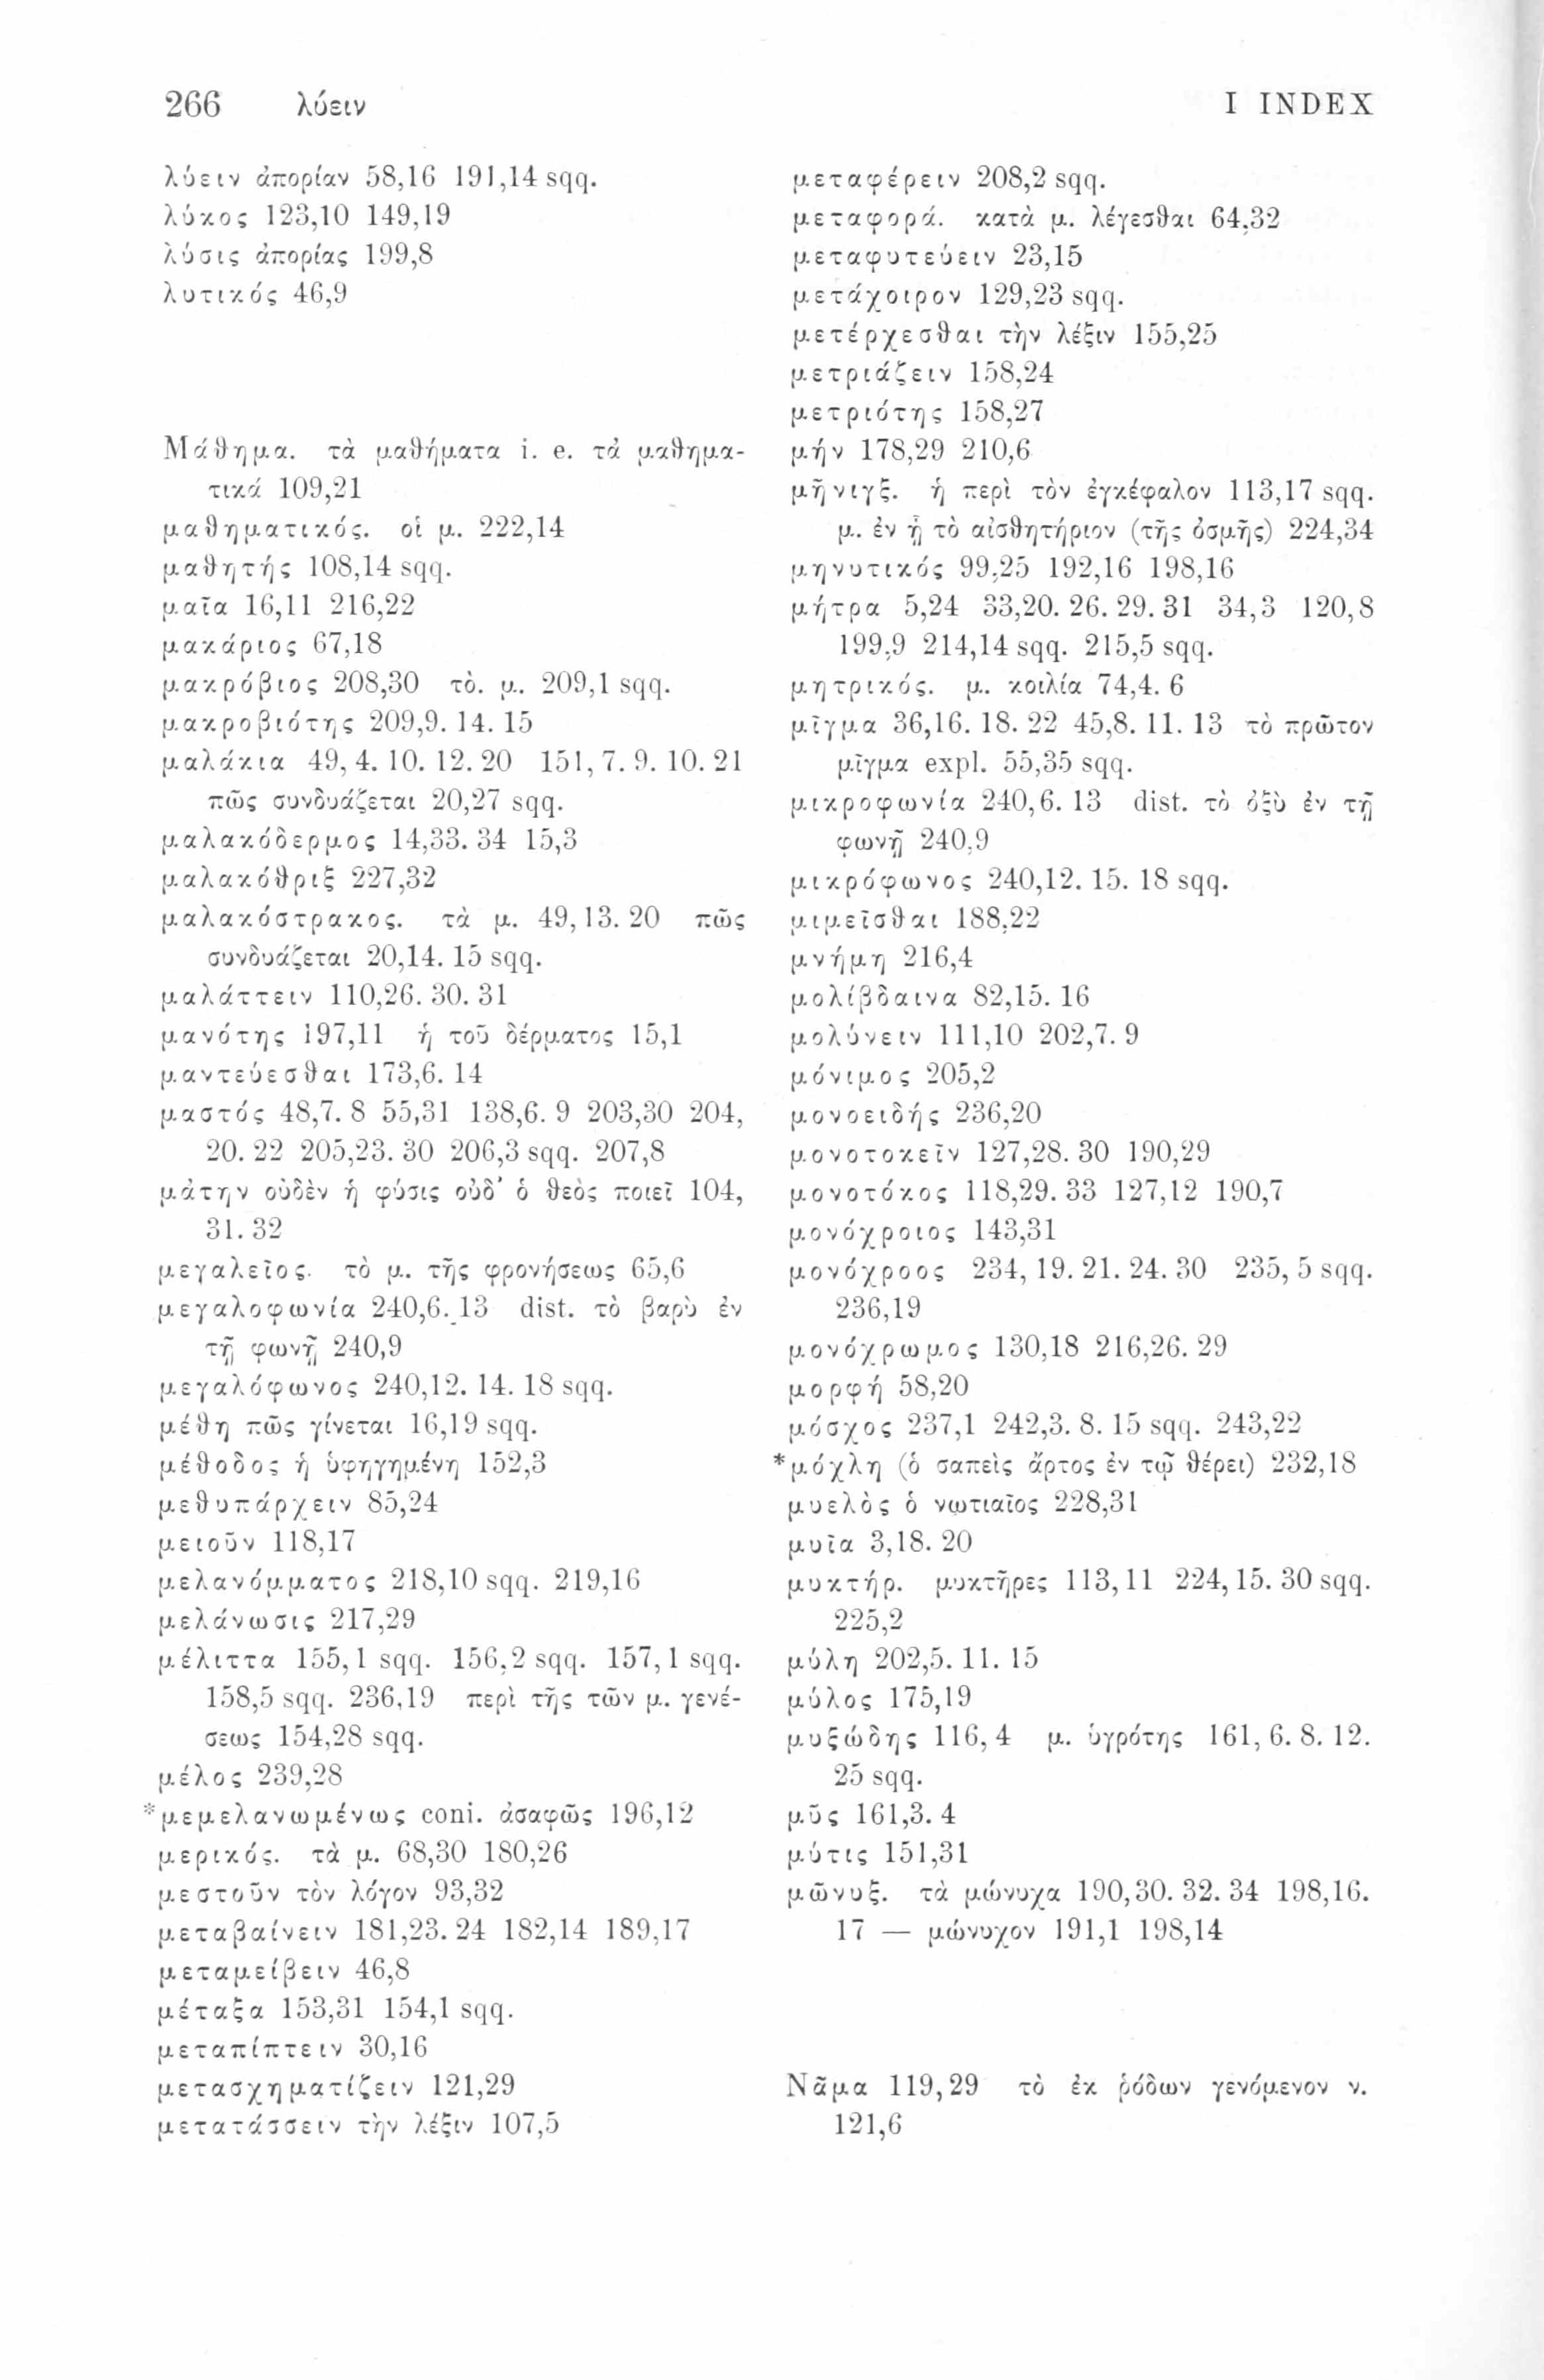 266 λύειν I INDEX
λύειν ἀπορίαν 58,16 191,14 sqq.
λύκος 123,10 149,19
λύσις ἀπορίας 199,8
λυτικός 46,9
Μάθημα. τὰ μαθήματα i. e. τὰ μαθημα-
τικά 109,21
μαθηματικός. οἱ μ. 222,14
μαθητής 108,14 sqq.
μαῖα 16,11 216,22
μακάριος 67,18
μακρόβιος 208,30 τὸ. μ. 209,1 sqq.
μακροβιότης 209,9. 14. 15
μαλάκια 49, 4. 10. 12. 20 151, 7. 9. 10. 21
πῶς συνδυάζεται 20,27 sqq.
μαλακόδερμος 14,33. 34 15,3
μαλακόθριξ 227,32
μαλακόστρακος. τὰ μ. 49,13. 20 πῶς
συνδυάζεται 20,14. 15 sqq.
μαλάττειν 110,26. 30. 31
μανότης 197,11 ἡ τοῦ δέρματος 15,1
μαντεύεσθαι 173,6. 14
μαστός 48,7. 8 55,31 138,6. 9 203,30 204,
20. 22 205,23. 30 206,3 sqq. 207,8
μάτην οὐδὲν ἡ φύσις οὐδ' ὁ θεὸς ποιεῖ 104,
31. 32
μεγαλεῖος. τὸ μ. τῆς φρονήσεως 65,6
μεγαλοφωνία 240,6. 13 dist. τὸ βαρὺ ἐν
τῇ φωνῇ 240,9
μεγαλόφωνος 240,12. 14. 18 sqq.
μέθη πῶς γίνεται 16,19 sqq.
μέθοδος ἡ ὑφηγημένη 152,3
μεθυπάρχειν 85,24
μειοῦν 118,17
μελανόμματος 218,10 sqq. 219,16
μελάνωσις 217,29
μέλιττα 155, 1 sqq. 156,2 sqq. 157, 1 sqq.
158,5 sqq. 236,19 περὶ τῆς τῶν μ. γενέ-
σεως 154,28 sqq.
μέλος 239,28
*μεμελανωμένως coni. ἀσαφῶς 196,12
μερικός. τὰ μ. 68,30 180,26
μεστοῦν τὸν λόγον 93,32
μεταβαίνειν 181,23. 24 182,14 189,17
μεταμείβειν 46,8
μέταξα 153,31 154,1 sqq.
μεταπίπτειν 30,16
μετασχηματίζειν 121,29
μετατάσσειν τὴν λέξιν 107,5
μεταφέρειν 208,2 sqq.
μεταφορά. κατὰ μ. λέγεσθαι 64,32
μεταφυτεύειν 23,15
μετάχοιρον 129,23 sqq.
μετέρχεσθαι τὴν λέξιν 155,25
μετριάζειν 158,24
μετριότης 158,27
μήν 178,29 210,6
μῆνιγξ. ἡ περὶ τὸν ἐγκέφαλον 113,17 sqq.
μ. ἐν ᾗ τὸ αἰσθητήριον (τῆς ὀσμῆς) 224,34
μηνυτικός 99,25 192,16 198,16
μήτρα 5,24 33,20. 26. 29. 31 34,3 120,8
199,9 214,14 sqq. 215,5 sqq.
μητρικός. μ. κοιλία 74,4. 6
μῖγμα 36,16. 18. 22 45,8. 11. 13 τὸ πρῶτον
μῖγμα expl. 55,35 sqq.
μικροφωνία 240,6. 13 dist. τὸ ὀξὺ ἐν τῇ
φωνῇ 240,9
μικρόφωνος 240,12. 15. 18 sqq.
μιμεῖσθαι 188,22
μνήμη 216,4
μολίβδαινα 82,15. 16
μολύνειν 111,10 202,7. 9
μόνιμος 205,2
μονοειδής 236,20
μονοτοκεῖν 127,28. 30 190,29
μονοτόκος 118,29. 33 127,12 190,7
μονόχροιος 143,31
μονόχροος 234, 19. 21. 24. 30 235, 5 sqq.
236,19
μονόχρωμος 130,18 216,26. 29
μορφή 58,20
μόσχος 237,1 242,3. 8. 15 sqq. 243,22
*μόχλη (ὁ σαπεὶς ἄρτος ἐν τῷ θέρει) 232,18
μυελὸς ὁ νωτιαῖος 228,31
μυῖα 3,18. 20
μυκτήρ. μυκτῆρες 113,11 224,15. 30 sqq.
225,2
μύλη 202,5. 11. 15
μύλος 175,19
μυξώδης 116, 4 μ. ὑγρότης 161, 6. 8. 12.
25 sqq.
μῦς 161,3. 4
μύτις 151,31
μῶνυξ. τὰ μώνυχα 190,30. 32. 34 198,16.
17 — μώνυχον 191,1 198,14
Νᾶμα 119,29 τὸ ἐκ ῥόδων γενόμενον ν.
121,6